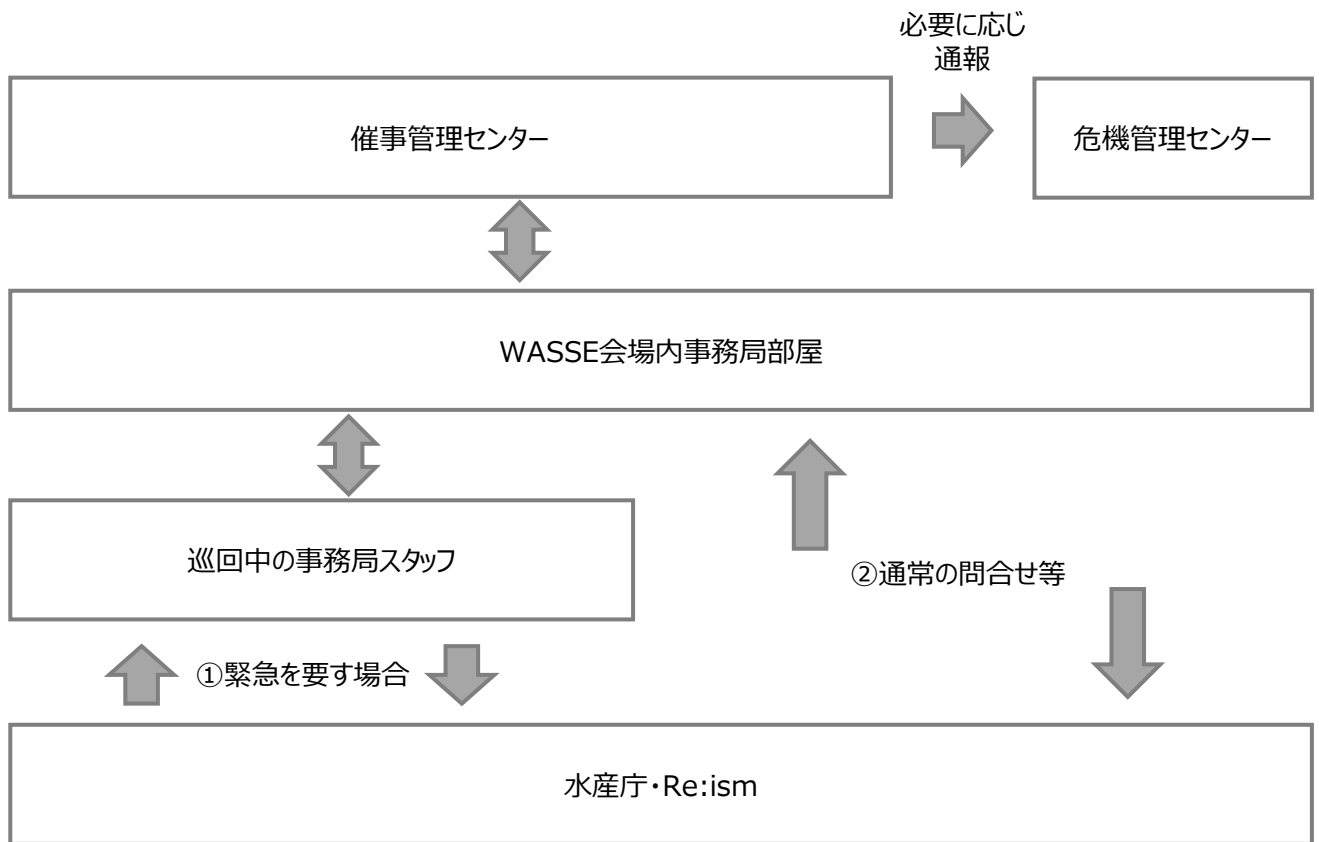 必要に応じ
通報
催事管理センター
危機管理センター
WASSE会場内事務局部屋
巡回中の事務局スタッフ
②通常の問合せ等
①緊急を要す場合
水産庁・Re:ism